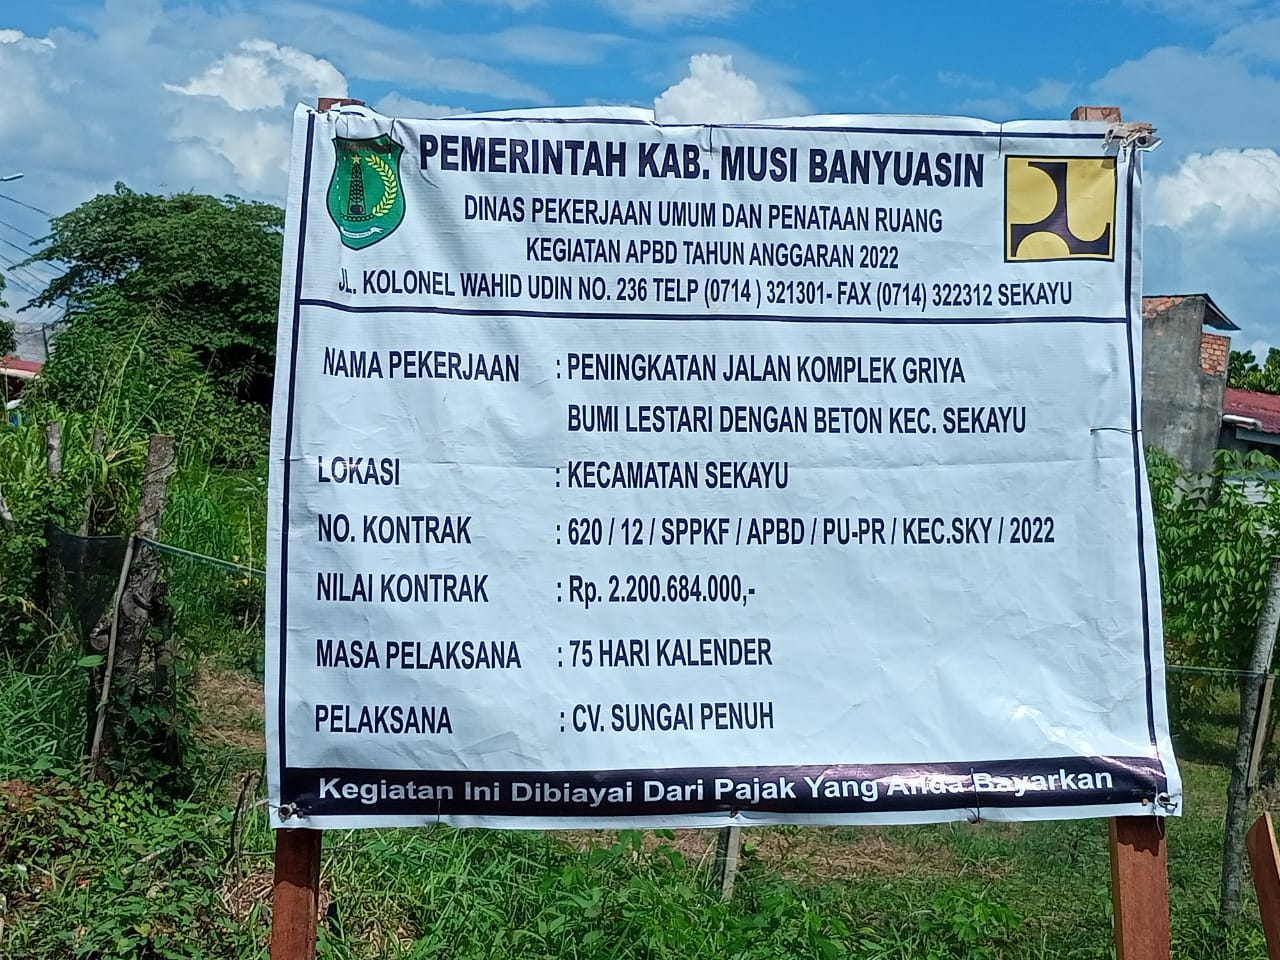 PEMERINTAH KAB. MUSI BANYUASIN
DINAS PEKERJAAN UMUM DAN PENATAAN RUANG
KEGIATAN APBD TAHUN ANGGARAN 2022
JL. KOLONEL WAHID UDIN NO. 236 TELP (0714 ) 321301- FAX (0714) 322312 SEKAYU
NAMA PEKERJAAN : PENINGKATAN JALAN KOMPLEK GRIYA
BUMI LESTARI DENGAN BETON KEC. SEKAYU
LOKASI : KECAMATAN SEKAYU
NO. KONTRAK : 620 / 12 / SPPKF / APBD / PU-PR / KEC.SKY / 2022
NILAI KONTRAK : Rp. 2.200.684.000,-
MASA PELAKSANA : 75 HARI KALENDER
PELAKSANA : CV. SUNGAI PENUH
Kegiatan Ini Dibiayai Dari Pajak Yang Anda Bayarkan